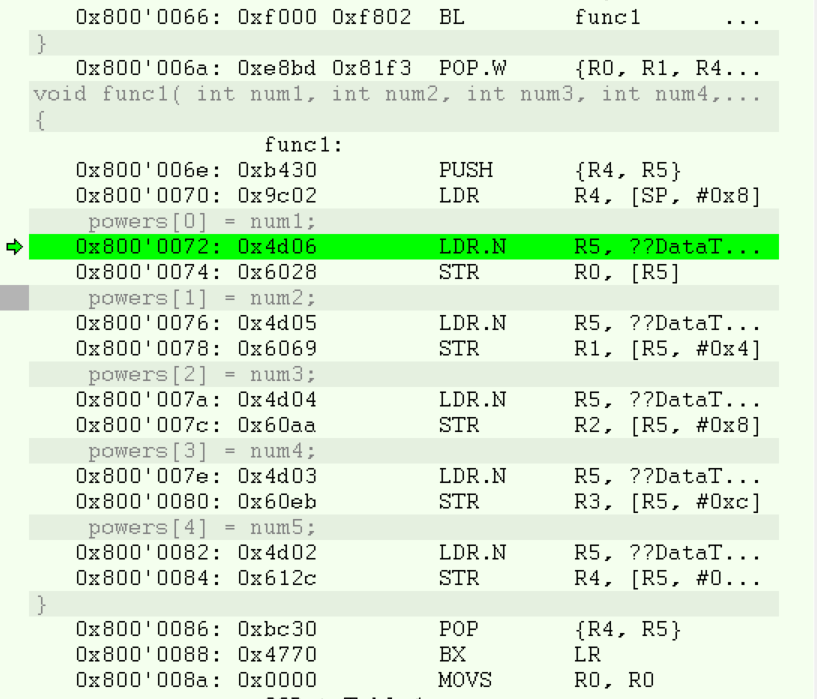 0x800'0066: 0xf000 0xf802 BL func1 ...
}
0x800'006a: 0xe8bd 0x81f3 POP.W {R0, R1, R4...
void func1( int num1, int num2, int num3, int num4,...
{
func1:
0x800'006e: 0xb430 PUSH {R4, R5}
0x800'0070: 0x9c02 LDR R4, [SP, #0x8]
powers[0] = num1;
0x800'0072: 0x4d06 LDR.N R5, ??DataT...
0x800'0074: 0x6028 STR R0, [R5]
powers[1] = num2;
0x800'0076: 0x4d05 LDR.N R5, ??DataT...
0x800'0078: 0x6069 STR R1, [R5, #0x4]
powers[2] = num3;
0x800'007a: 0x4d04 LDR.N R5, ??DataT...
0x800'007c: 0x60aa STR R2, [R5, #0x8]
powers[3] = num4;
0x800'007e: 0x4d03 LDR.N R5, ??DataT...
0x800'0080: 0x60eb STR R3, [R5, #0xc]
powers[4] = num5;
0x800'0082: 0x4d02 LDR.N R5, ??DataT...
0x800'0084: 0x612c STR R4, [R5, #0...
}
0x800'0086: 0xbc30 POP {R4, R5}
0x800'0088: 0x4770 BX LR
0x800'008a: 0x0000 MOVS R0, R0